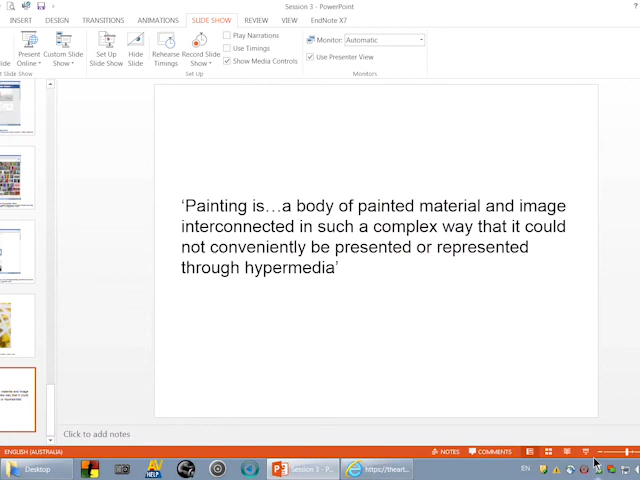 Session 3 - PowerPoint
?
INSERT DESIGN TRANSITIONS ANIMATIONS SLIDE SHOW REVIEW VIEW EndNote X7
Present Online
Custom Slide Show
Set Up Slide Show
Hide Slide
Rehearse Timings
Record Slide Show
Play Narrations
Use Timings
Show Media Controls
Monitor: Automatic
Use Presenter View
Slide Show
Set Up
Monitors
‘Painting is…a body of painted material and image
interconnected in such a complex way that it could
not conveniently be presented or represented
through hypermedia’
Click to add notes
ENGLISH (AUSTRALIA)
NOTES
COMMENTS
Desktop
AV HELP
Session 3 - P...
https://theart...
EN